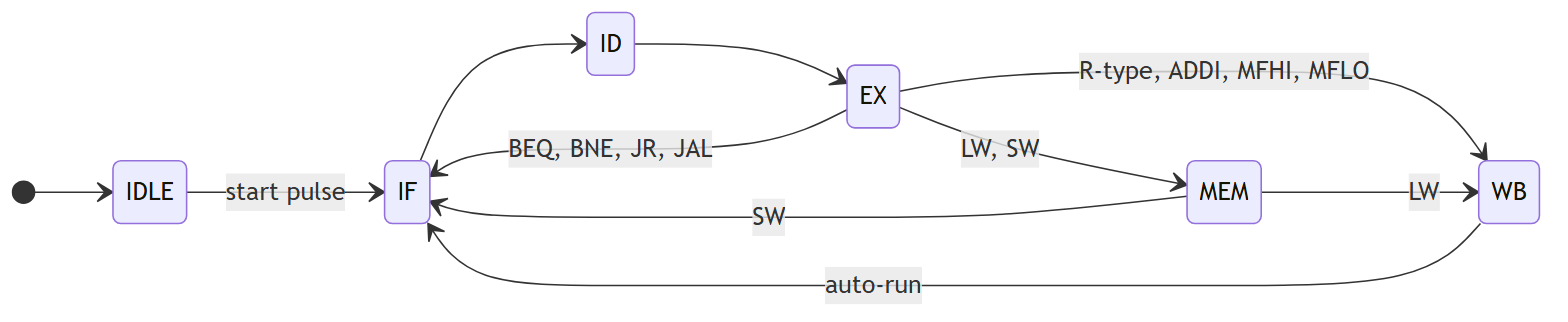 ID
EX
R-type, ADDI, MFHI, MFLO
BEQ, BNE, JR, JAL
LW, SW
IDLE
start pulse
IF
MEM
LW
WB
SW
auto-run